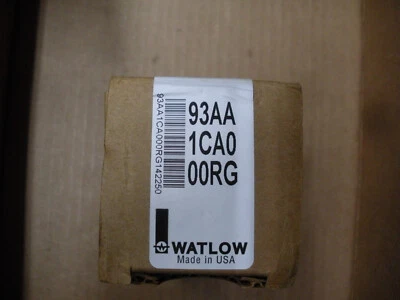 93AA
1CA0
00RG
93AA1CA000RG142250
WATLOW
Made in USA